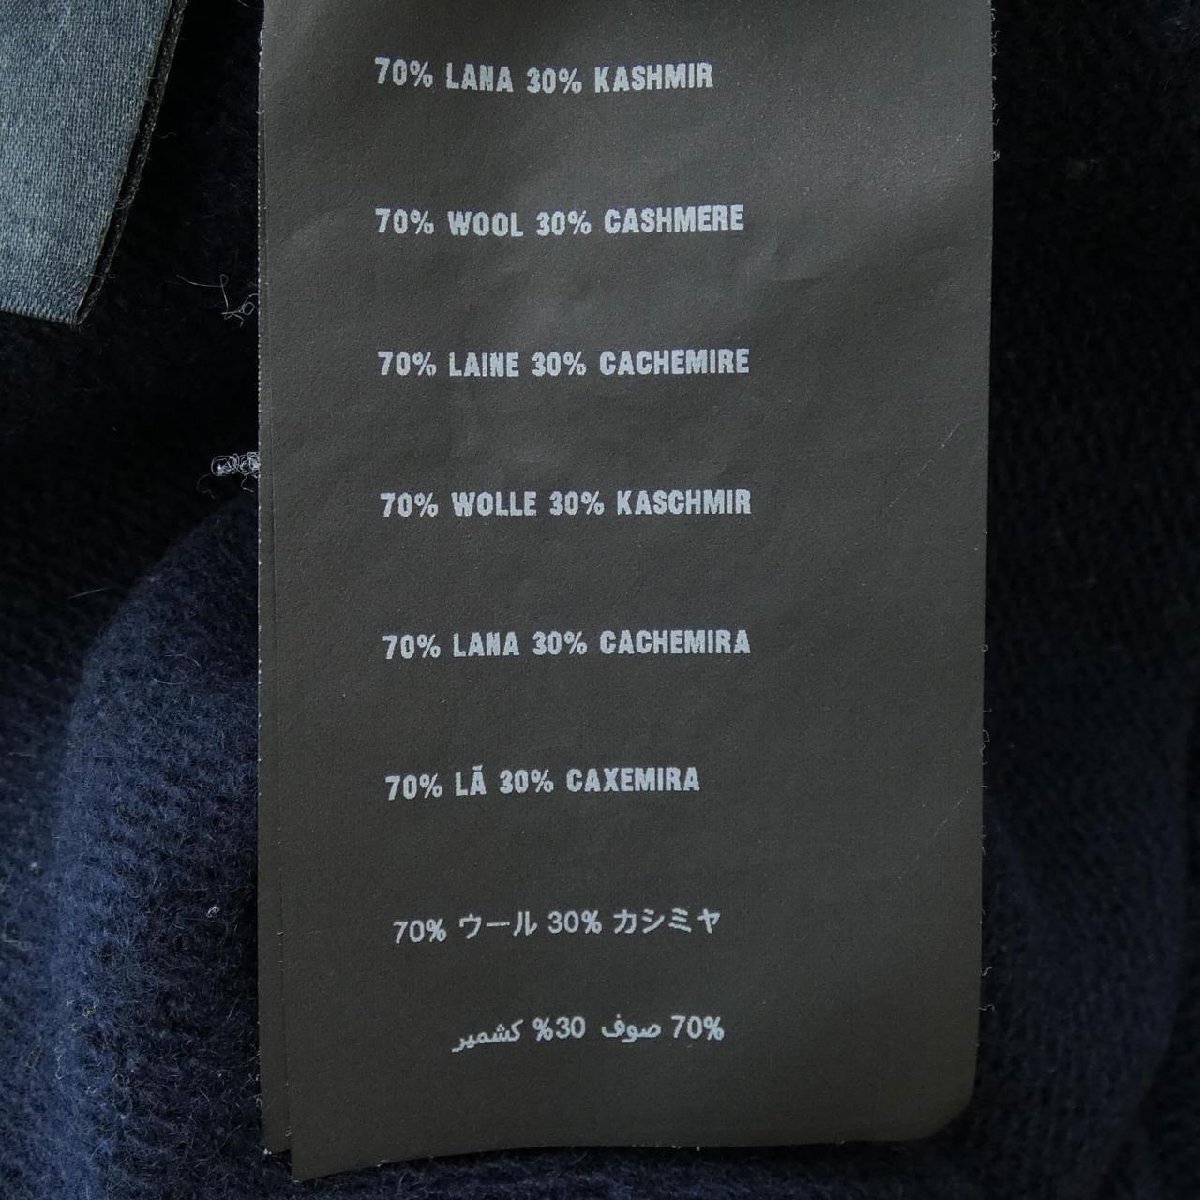 70% LANA 30% KASHMIR
70% WOOL 30% CASHMERE
70% LAINE 30% CACHEMIRE
70% WOLLE 30% KASCHMIR
70% LANA 30% CACHEMIRA
70% LÃ 30% CAXEMIRA
70% ウール 30% カシミヤ
70% صوف 30% كشمير